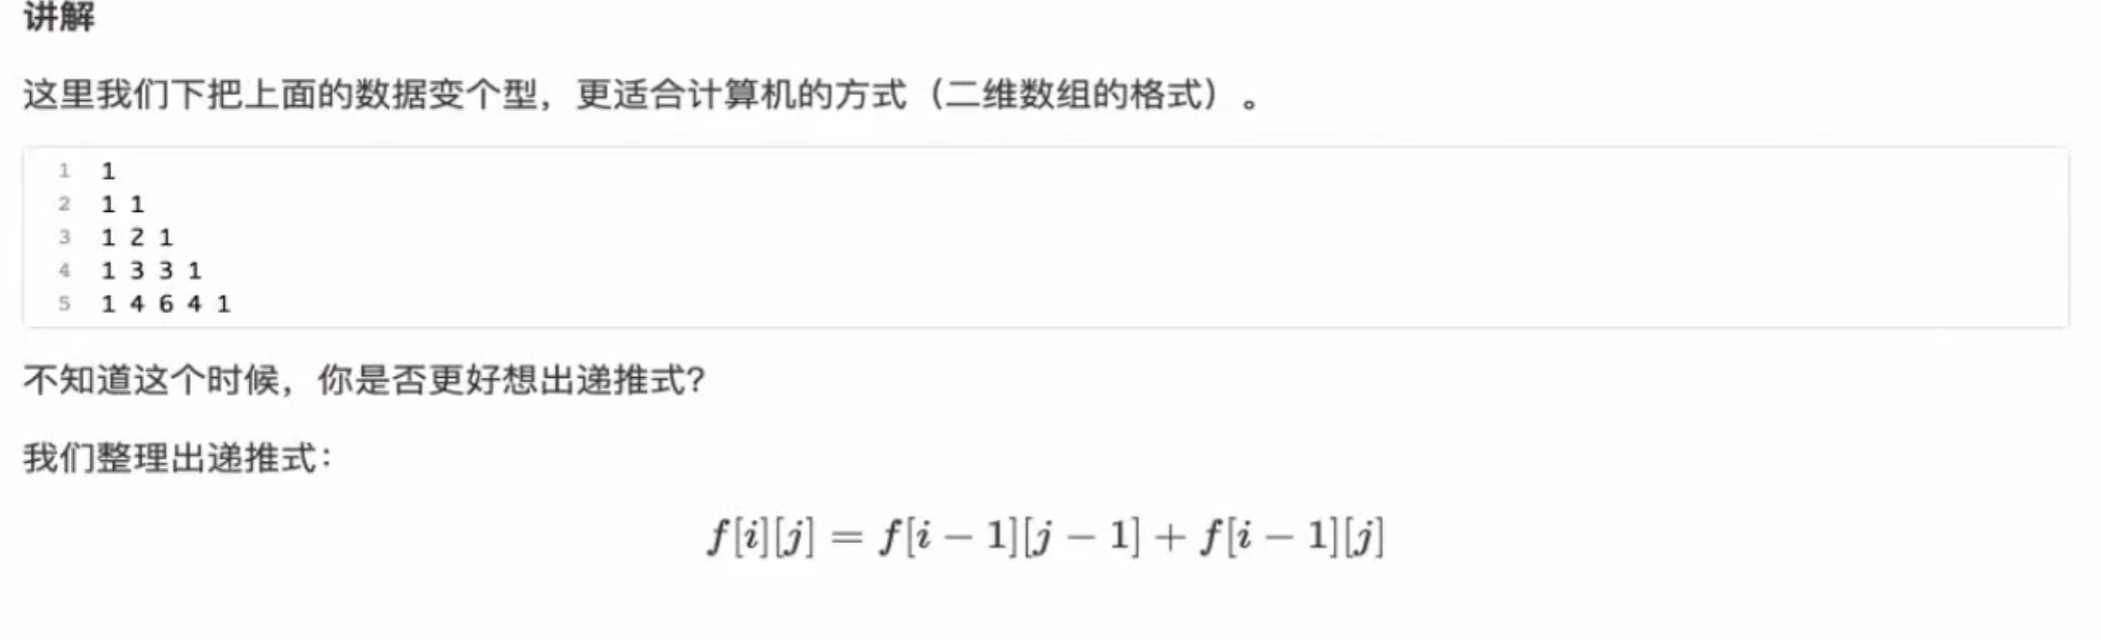 讲解
这里我们下把上面的数据变个型，更适合计算机的方式（二维数组的格式）。
1 1
2 1 1
3 1 2 1
4 1 3 3 1
5 1 4 6 4 1
不知道这个时候，你是否更好想出递推式？
我们整理出递推式：
f[i][j] = f[i − 1][j − 1] + f[i − 1][j]